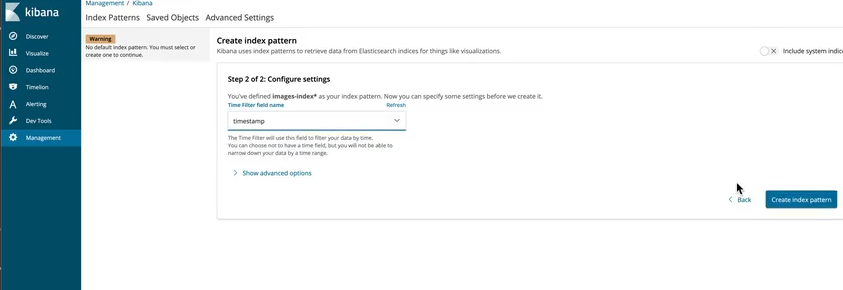 Management / Kibana
kibana
Index Patterns Saved Objects Advanced Settings
Discover
Visualize
Dashboard
Timelion
Alerting
Dev Tools
Management
Warning
No default index pattern. You must select or
create one to continue.
Create index pattern
Kibana uses index patterns to retrieve data from Elasticsearch indices for things like visualizations.
Include system indic
Step 2 of 2: Configure settings
You've defined images-index* as your index pattern. Now you can specify some settings before we create it.
Time Filter field name Refresh
timestamp
The Time Filter will use this field to filter your data by time.
You can choose not to have a time field, but you will not be able to
narrow down your data by a time range.
Show advanced options
Back
Create index pattern